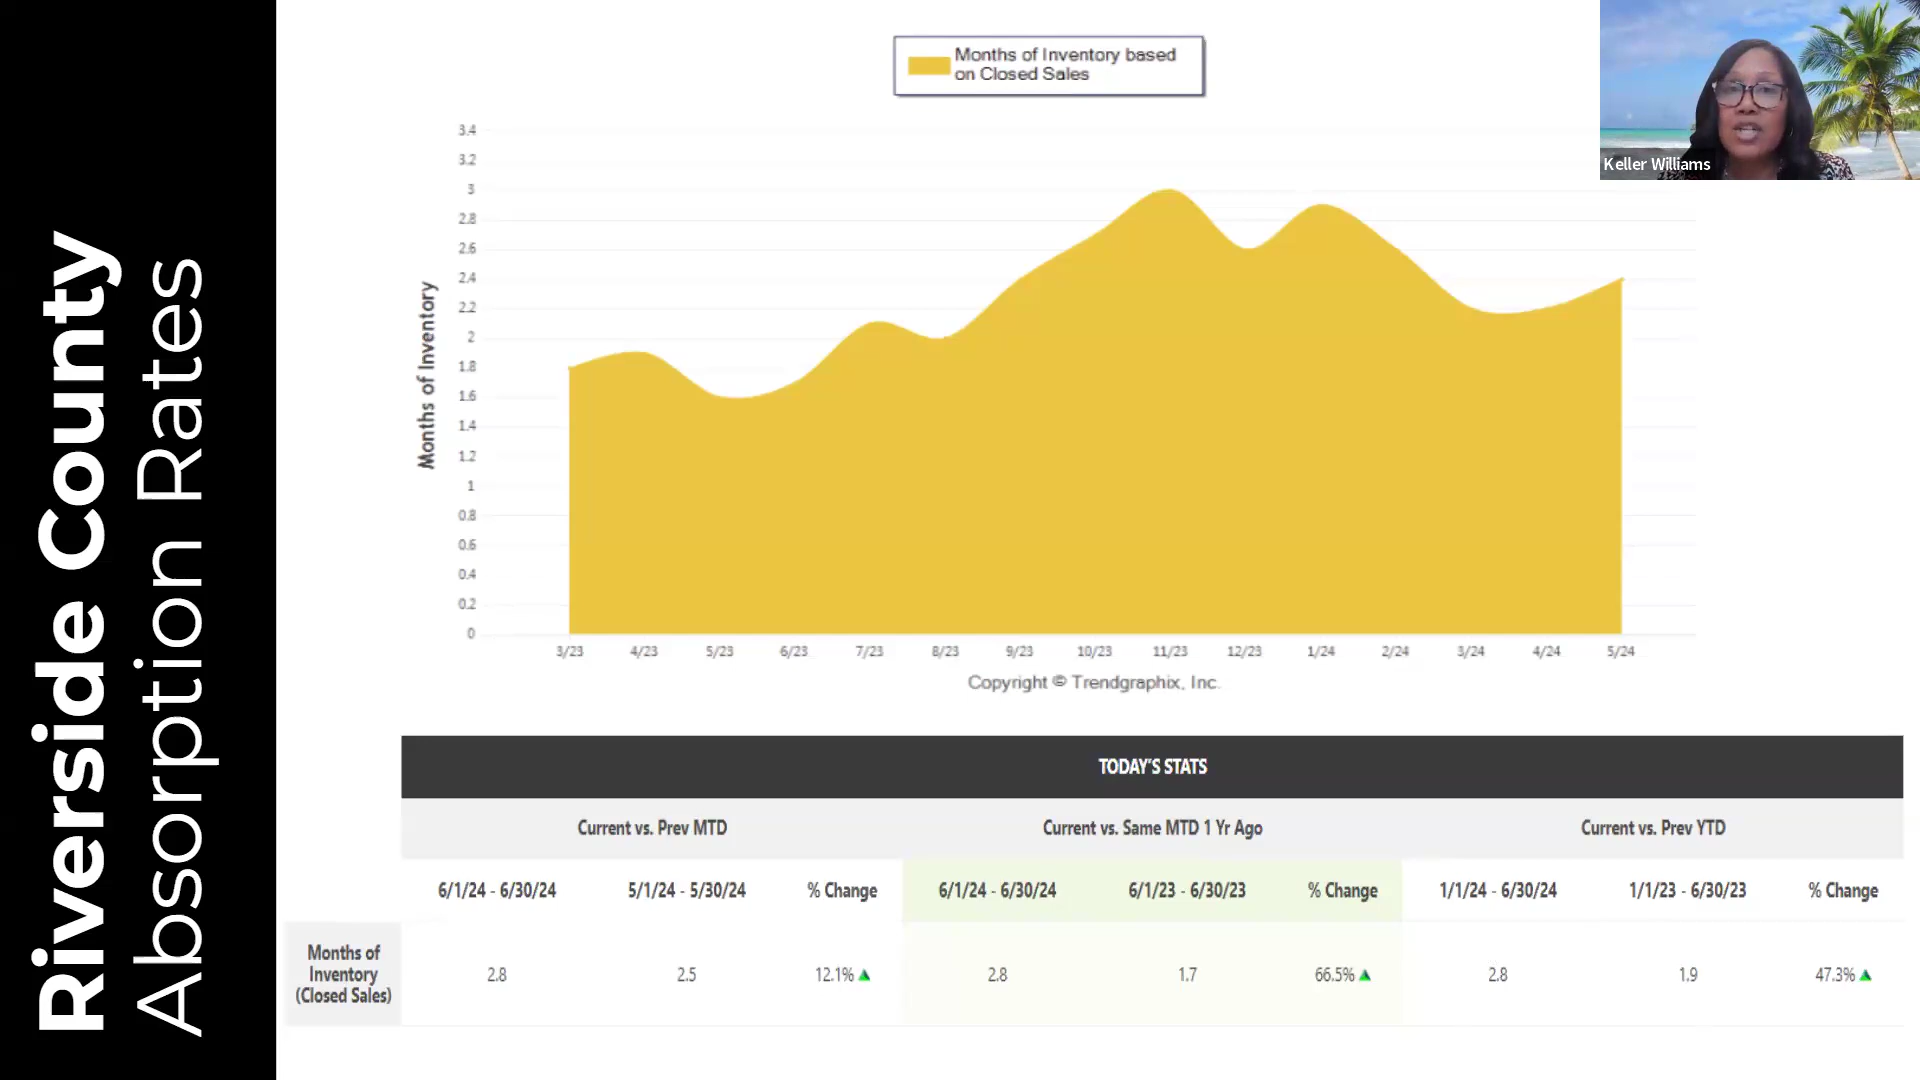 Riverside County
Absorption Rates
Months of Inventory based
on Closed Sales
Keller Williams
Months of Inventory
3.4
3.2
3
2.8
2.6
2.4
2.2
2
1.8
1.6
1.4
1.2
1
0.8
0.6
0.4
0.2
0
3/23 4/23 5/23 6/23 7/23 8/23 9/23 10/23 11/23 12/23 1/24 2/24 3/24 4/24 5/24
Copyright © Trendgraphix, Inc.
TODAY'S STATS
Current vs. Prev MTD Current vs. Same MTD 1 Yr Ago Current vs. Prev YTD
6/1/24 - 6/30/24 5/1/24 - 5/30/24 % Change 6/1/24 - 6/30/24 6/1/23 - 6/30/23 % Change 1/1/24 - 6/30/24 1/1/23 - 6/30/23 % Change
Months of
Inventory
(Closed Sales)
2.8 2.5 12.1% 2.8 1.7 66.5% 2.8 1.9 47.3%